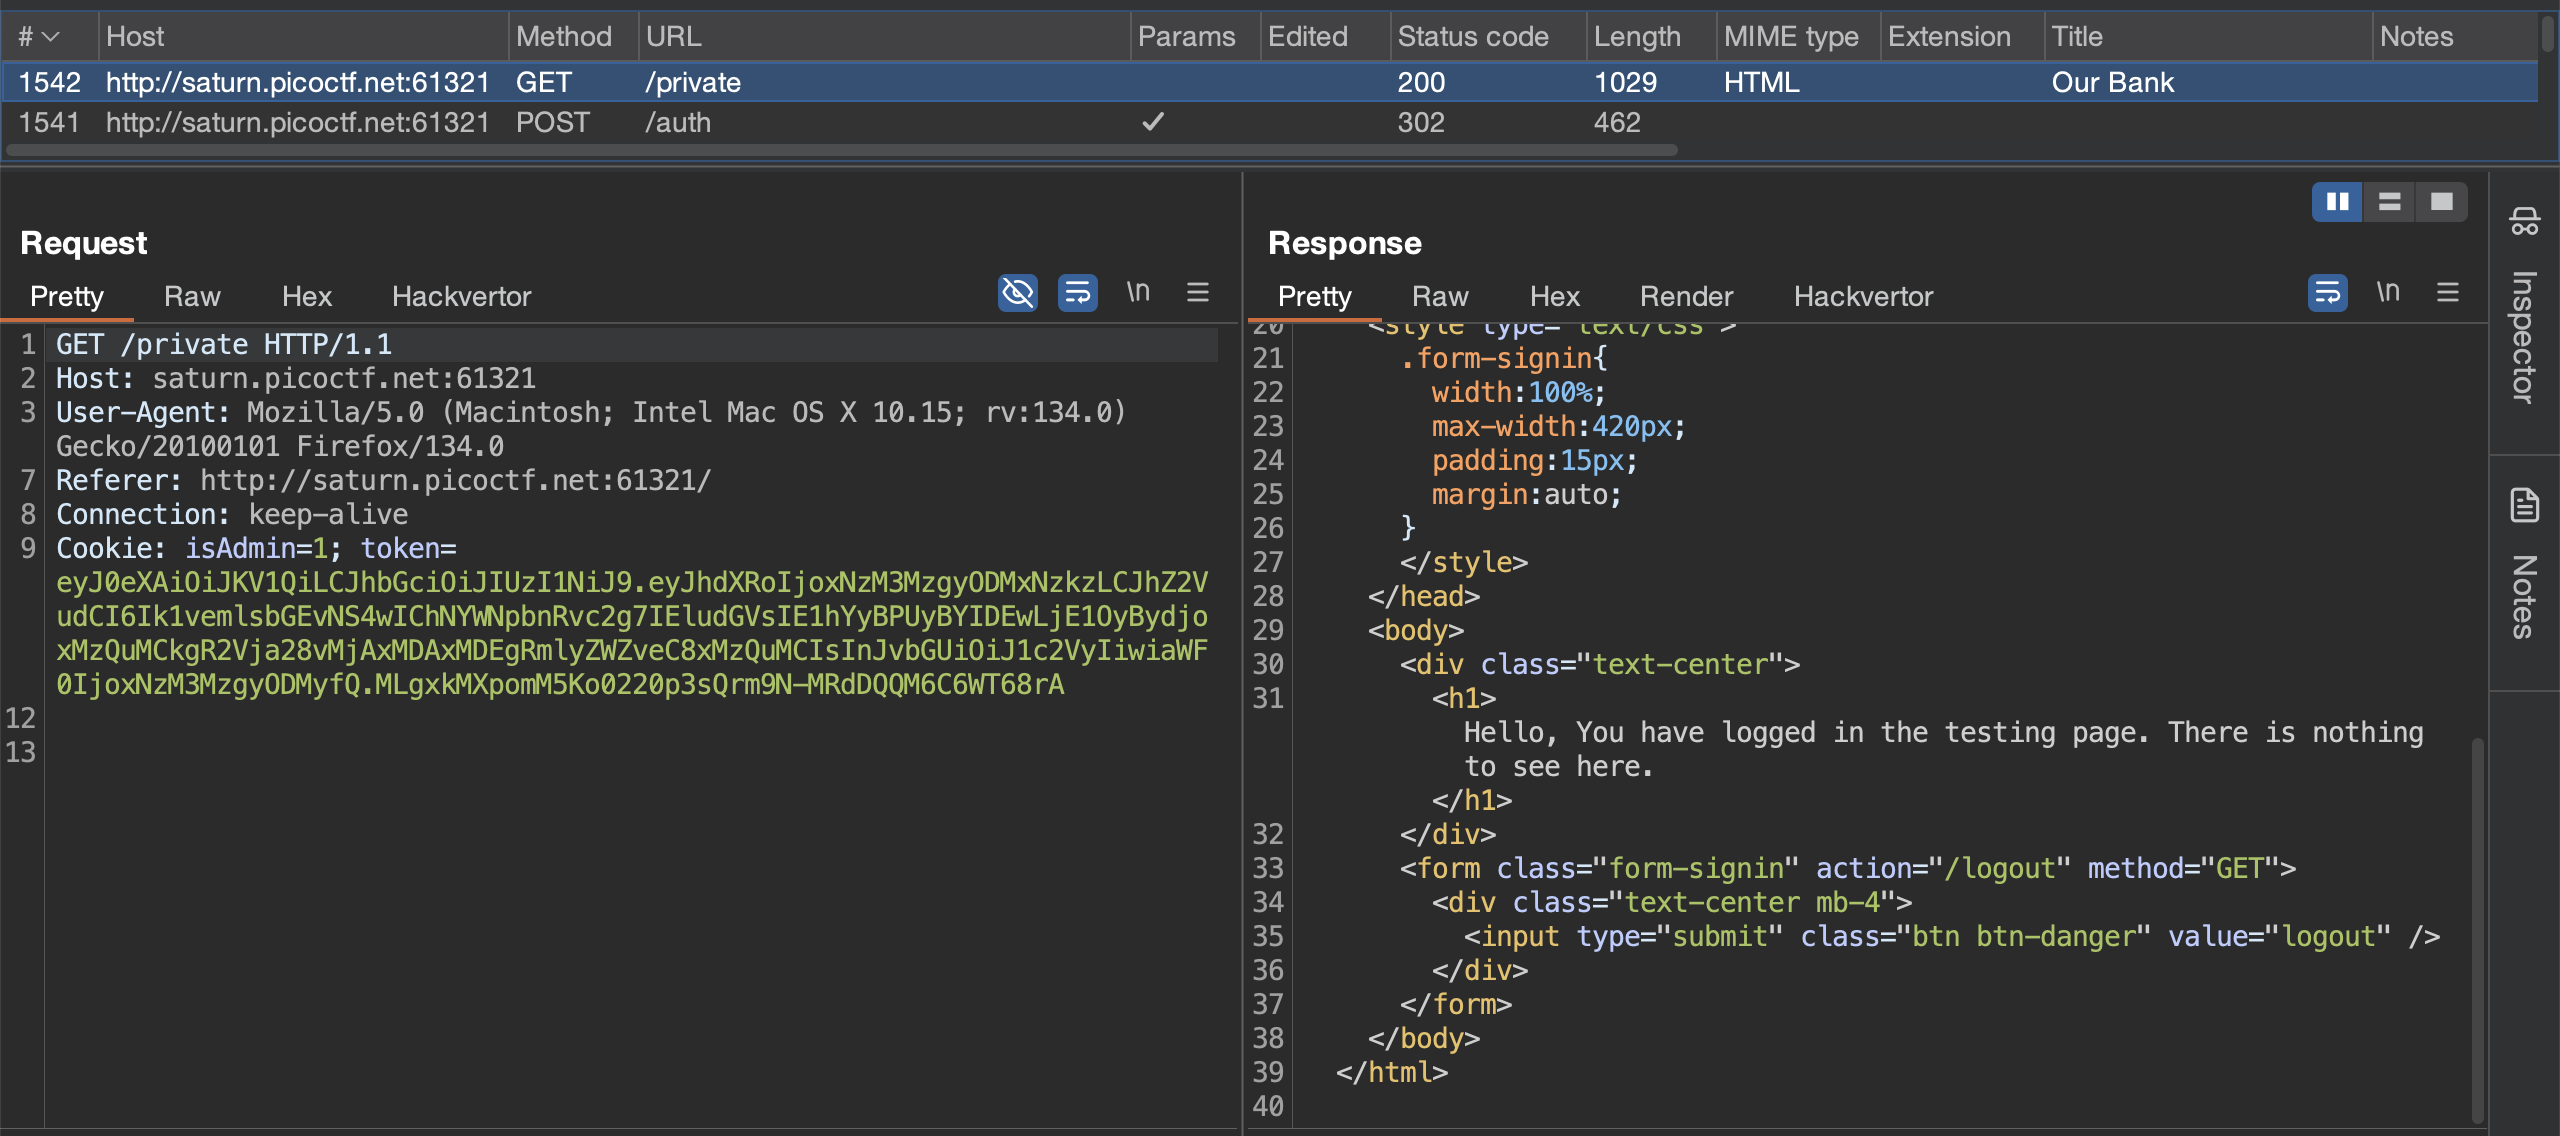 # Host Method URL Params Edited Status code Length MIME type Extension Title Notes
1542 http://saturn.picoctf.net:61321 GET /private 200 1029 HTML Our Bank
1541 http://saturn.picoctf.net:61321 POST /auth ✓ 302 462
Request
Pretty Raw Hex Hackvertor \n
1 GET /private HTTP/1.1
2 Host: saturn.picoctf.net:61321
3 User-Agent: Mozilla/5.0 (Macintosh; Intel Mac OS X 10.15; rv:134.0)
Gecko/20100101 Firefox/134.0
7 Referer: http://saturn.picoctf.net:61321/
8 Connection: keep-alive
9 Cookie: isAdmin=1; token=
eyJ0eXAiOiJKV1QiLCJhbGciOiJIUzI1NiJ9.eyJhdXRoIjoxNzM3MzgyODMxNzkzLCJhZ2V
udCI6Ik1vemlsbGEvNS4wIChNYWNpbnRvc2g7IEludGVsIE1hYyBPUyBYIDEwLjE1OyBydjo
xMzQuMCkgR2Vja28vMjAxMDAxMDEgRmlyZWZveC8xMzQuMCIsInJvbGUiOiJ1c2VyIiwiaWF
0IjoxNzM3MzgyODMyfQ.MLgxkMXpomM5Ko0220p3sQrm9N-MRdDQQM6C6WT68rA
12
13
Response
Pretty Raw Hex Render Hackvertor \n
20 <style type="text/css">
21 .form-signin{
22 width:100%;
23 max-width:420px;
24 padding:15px;
25 margin:auto;
26 }
27 </style>
28 </head>
29 <body>
30 <div class="text-center">
31 <h1>
Hello, You have logged in the testing page. There is nothing
to see here.
</h1>
32 </div>
33 <form class="form-signin" action="/logout" method="GET">
34 <div class="text-center mb-4">
35 <input type="submit" class="btn btn-danger" value="logout" />
36 </div>
37 </form>
38 </body>
39 </html>
40
Inspector
Notes